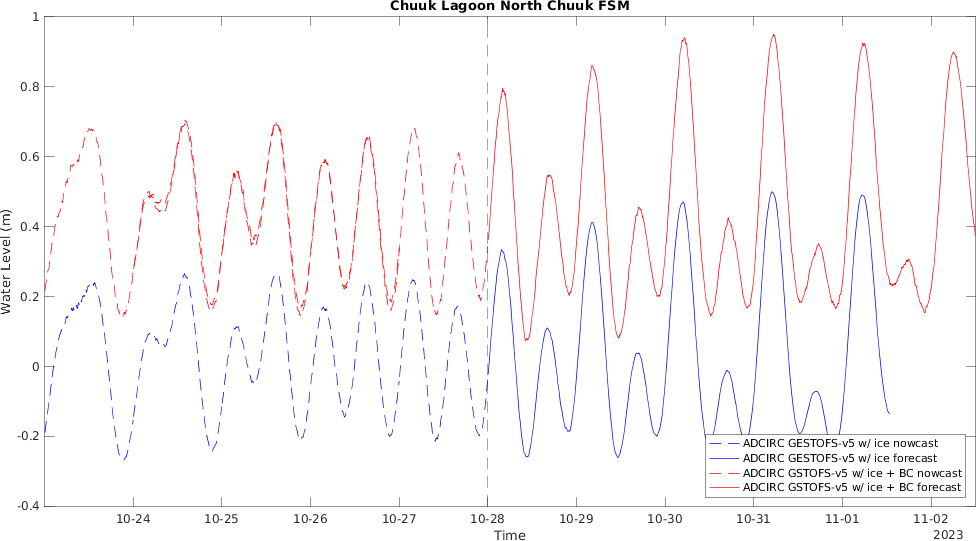 Chuuk Lagoon North Chuuk FSM
Water Level (m)
1
0.8
0.6
0.4
0.2
0
-0.2
-0.4
10-24 10-25 10-26 10-27 10-28 10-29 10-30 10-31 11-01 11-02
Time
2023
ADCIRC GESTOFS-v5 w/ ice nowcast
ADCIRC GESTOFS-v5 w/ ice forecast
ADCIRC GSTOFS-v5 w/ ice + BC nowcast
ADCIRC GSTOFS-v5 w/ ice + BC forecast